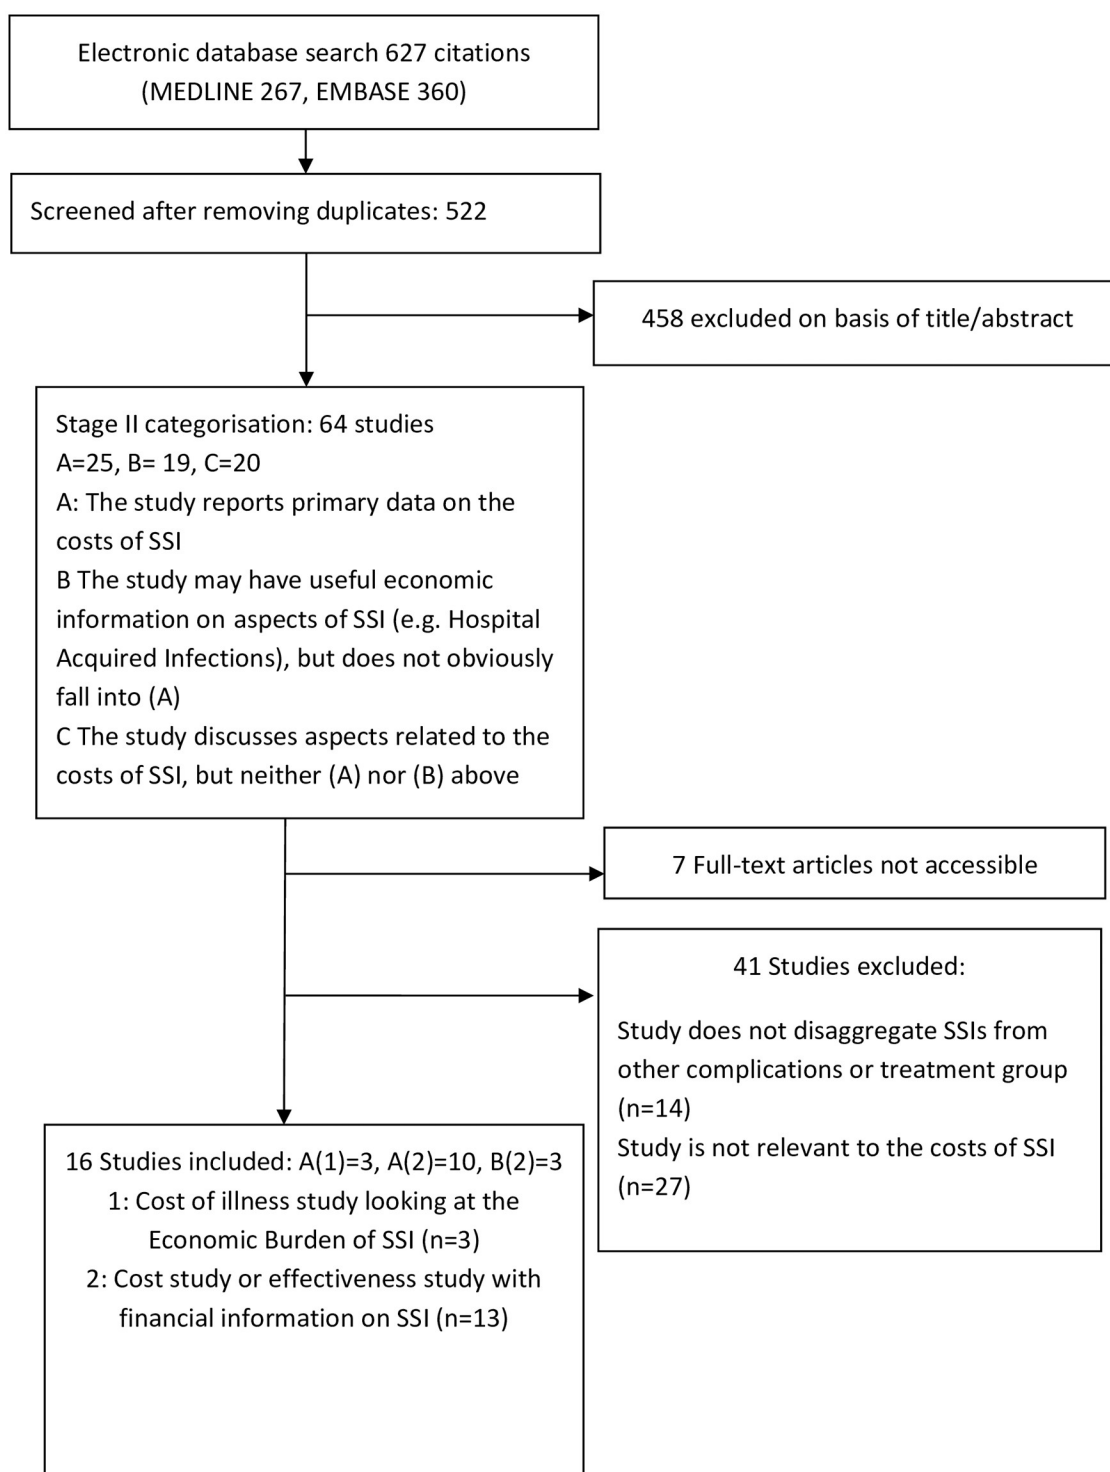 Electronic database search 627 citations
(MEDLINE 267, EMBASE 360)
Screened after removing duplicates: 522
458 excluded on basis of title/abstract
Stage II categorisation: 64 studies
A=25, B= 19, C=20
A: The study reports primary data on the
costs of SSI
B The study may have useful economic
information on aspects of SSI (e.g. Hospital
Acquired Infections), but does not obviously
fall into (A)
C The study discusses aspects related to the
costs of SSI, but neither (A) nor (B) above
7 Full-text articles not accessible
41 Studies excluded:
Study does not disaggregate SSIs from
other complications or treatment group
(n=14)
Study is not relevant to the costs of SSI
(n=27)
16 Studies included: A(1)=3, A(2)=10, B(2)=3
1: Cost of illness study looking at the
Economic Burden of SSI (n=3)
2: Cost study or effectiveness study with
financial information on SSI (n=13)